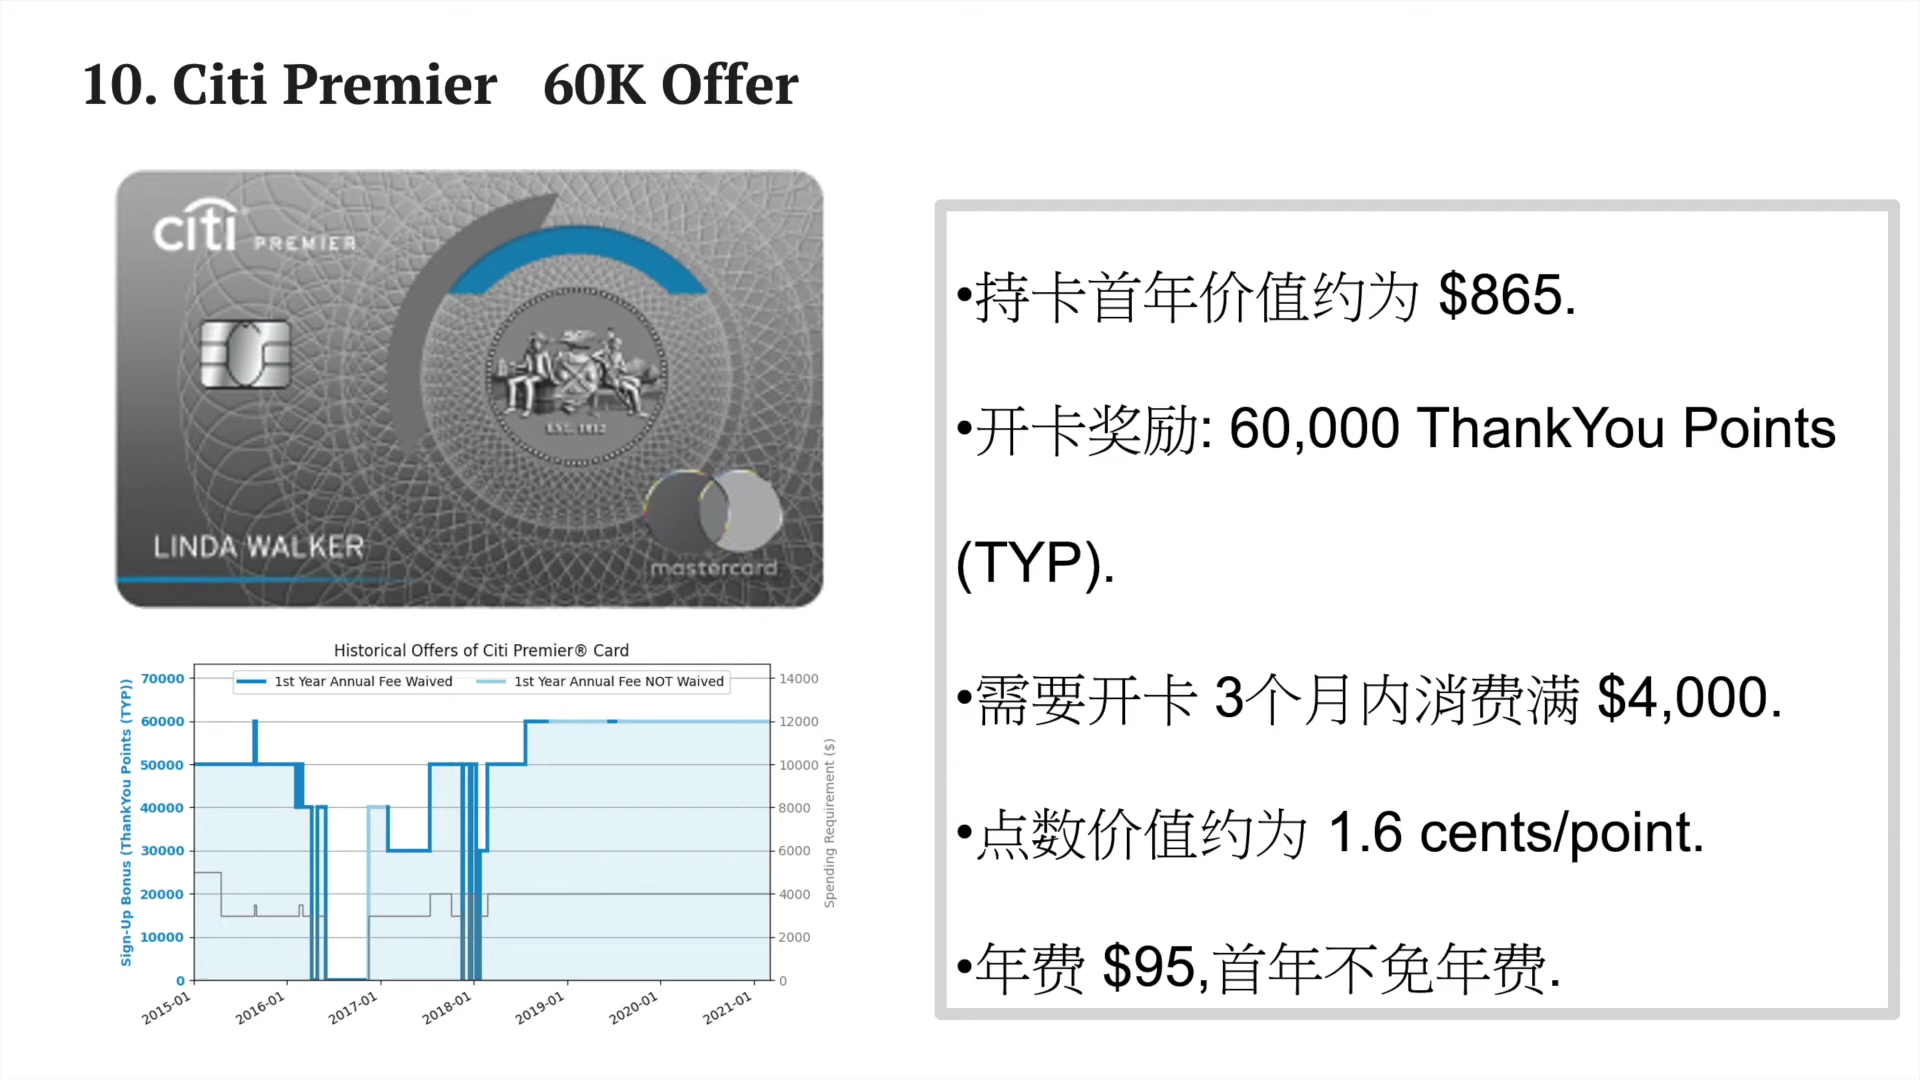 10. Citi Premier   60K Offer
citi PREMIER
EST. 1812
LINDA WALKER
mastercard
•持卡首年价值约为 $865.
•开卡奖励: 60,000 ThankYou Points
(TYP).
•需要开卡 3个月内消费满 $4,000.
•点数价值约为 1.6 cents/point.
•年费 $95,首年不免年费.
Historical Offers of Citi Premier® Card
1st Year Annual Fee Waived
1st Year Annual Fee NOT Waived
Sign-Up Bonus (ThankYou Points (TYP))
70000
60000
50000
40000
30000
20000
10000
0
14000
12000
10000
8000
6000
4000
2000
0
Spending Requirement ($)
2015-01
2016-01
2017-01
2018-01
2019-01
2020-01
2021-01